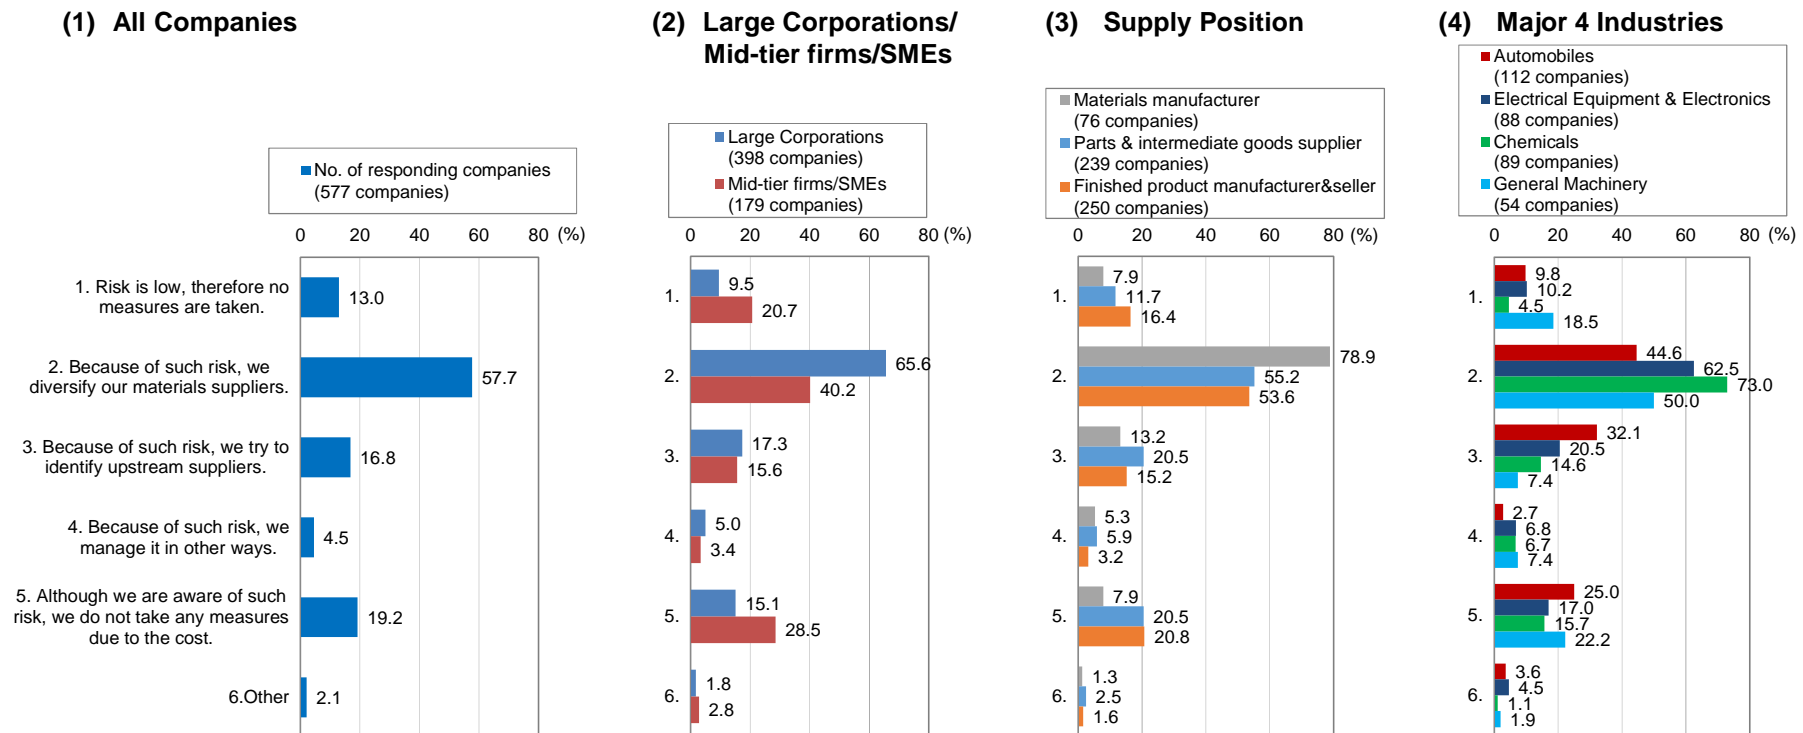 (1) All Companies
No. of responding companies
(577 companies)
0 20 40 60 80 (%)
1. Risk is low, therefore no
measures are taken.
13.0
2. Because of such risk, we
diversify our materials suppliers.
57.7
3. Because of such risk, we try to
identify upstream suppliers.
16.8
4. Because of such risk, we
manage it in other ways.
4.5
5. Although we are aware of such
risk, we do not take any measures
due to the cost.
19.2
6.Other
2.1
(2) Large Corporations/
Mid-tier firms/SMEs
Large Corporations
(398 companies)
Mid-tier firms/SMEs
(179 companies)
0 20 40 60 80 (%)
1.
9.5
20.7
2.
65.6
40.2
3.
17.3
15.6
4.
5.0
3.4
5.
15.1
28.5
6.
1.8
2.8
(3) Supply Position
Materials manufacturer
(76 companies)
Parts & intermediate goods supplier
(239 companies)
Finished product manufacturer&seller
(250 companies)
0 20 40 60 80 (%)
1.
7.9
11.7
16.4
2.
78.9
55.2
53.6
3.
13.2
20.5
15.2
4.
5.3
5.9
3.2
5.
7.9
20.5
20.8
6.
1.3
2.5
1.6
(4) Major 4 Industries
Automobiles
(112 companies)
Electrical Equipment & Electronics
(88 companies)
Chemicals
(89 companies)
General Machinery
(54 companies)
0 20 40 60 80 (%)
1.
9.8
10.2
4.5
18.5
2.
44.6
62.5
73.0
50.0
3.
32.1
20.5
14.6
7.4
4.
2.7
6.8
6.7
7.4
5.
25.0
17.0
15.7
22.2
6.
3.6
4.5
1.1
1.9